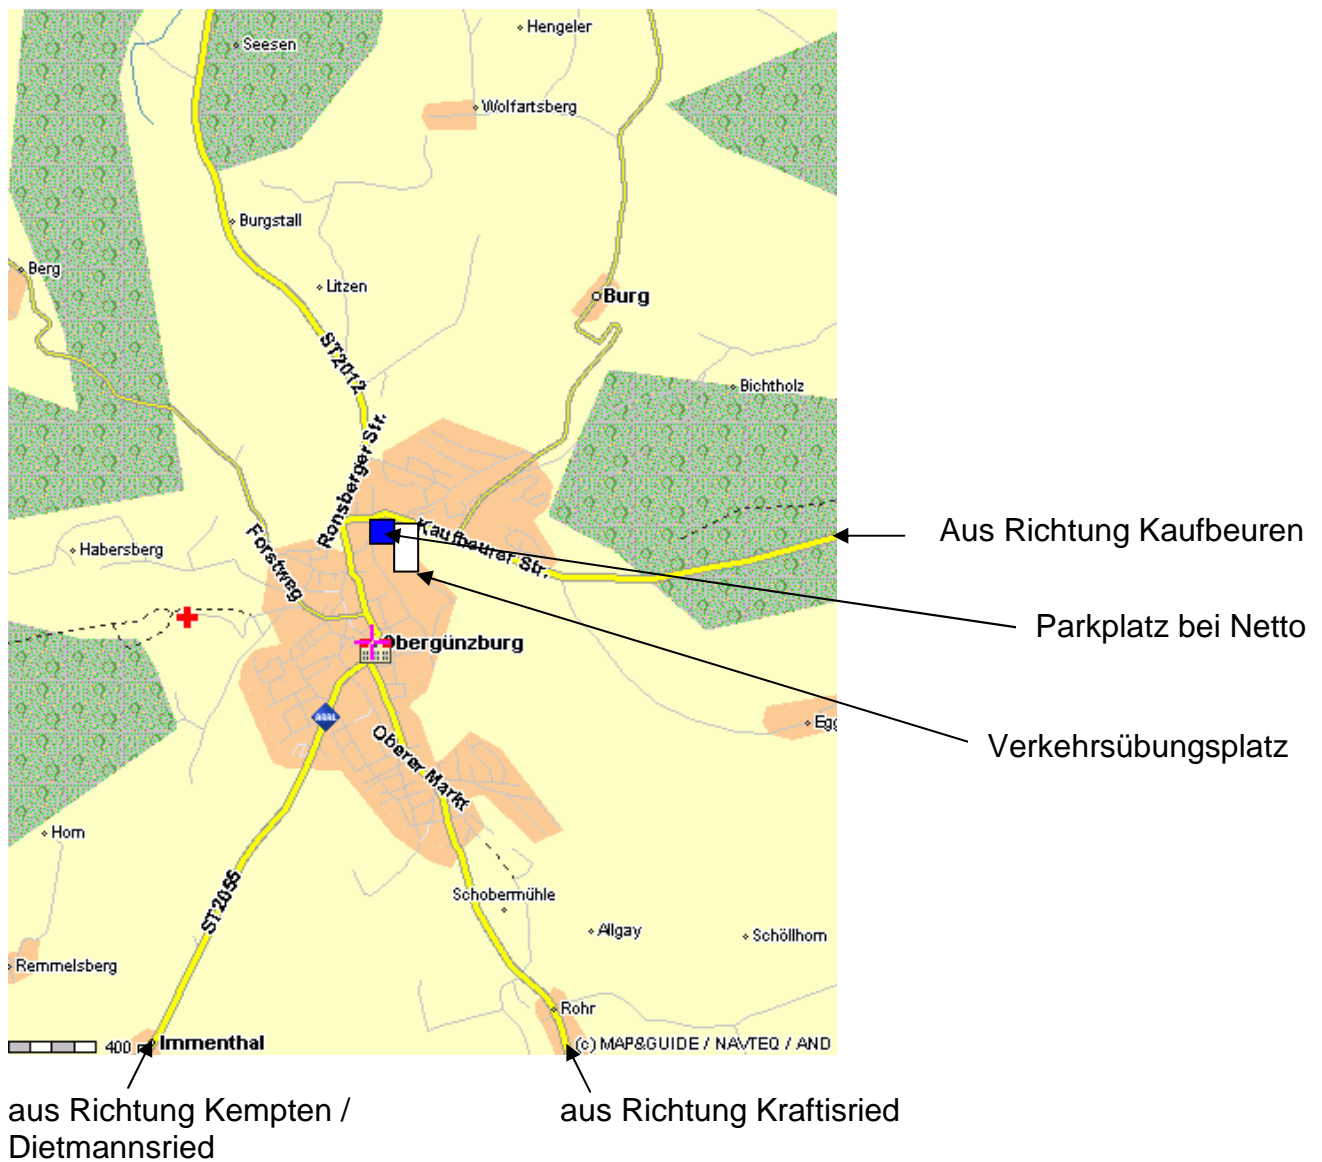 Hengeler
Seesen
Wolfartsberg
Burgstall
Berg
Litzen
Burg
ST2012
Bichtholz
Ronsberger Str.
Kaufbeurer Str.
Aus Richtung Kaufbeuren
Habersberg
Forstweg
Parkplatz bei Netto
Obergünzburg
ARAL
Egg
Verkehrsübungsplatz
Oberer Markt
Horn
ST2055
Schobermühle
Allgay
Schöllhorn
Remmelsberg
Rohr
400 m
Immenthal
(c) MAP&GUIDE / NAVTEQ / AND
aus Richtung Kempten /
Dietmannsried
aus Richtung Kraftisried